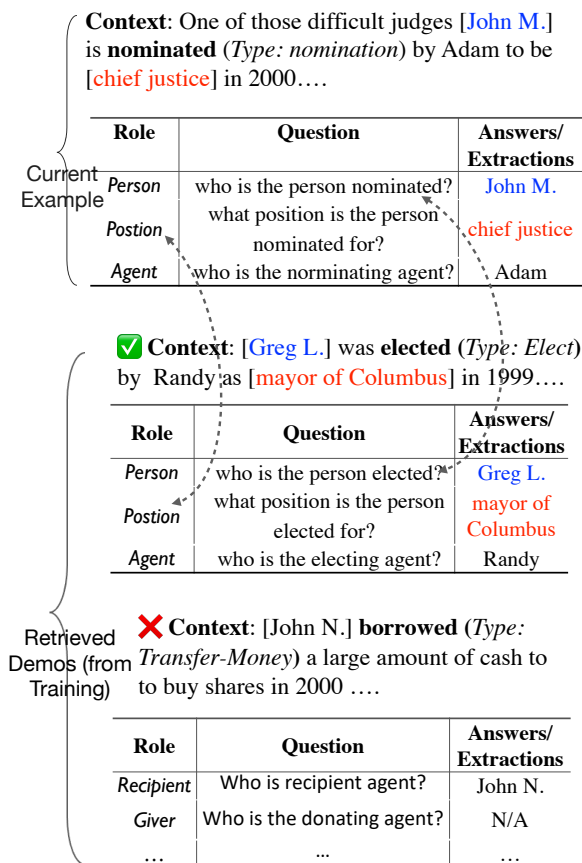 Context: One of those difficult judges [John M.]
is nominated (Type: nomination) by Adam to be
[chief justice] in 2000....
Current
Example
Role Question Answers/
Extractions
Person who is the person nominated? John M.
Postion what position is the person
nominated for? chief justice
Agent who is the norminating agent? Adam
Retrieved
Demos (from
Training)
✅ Context: [Greg L.] was elected (Type: Elect)
by Randy as [mayor of Columbus] in 1999....
Role Question Answers/
Extractions
Person who is the person elected? Greg L.
Postion what position is the person
elected for? mayor of
Columbus
Agent who is the electing agent? Randy
❌ Context: [John N.] borrowed (Type:
Transfer-Money) a large amount of cash to
to buy shares in 2000 ....
Role Question Answers/
Extractions
Recipient Who is recipient agent? John N.
Giver Who is the donating agent? N/A
... ... ...